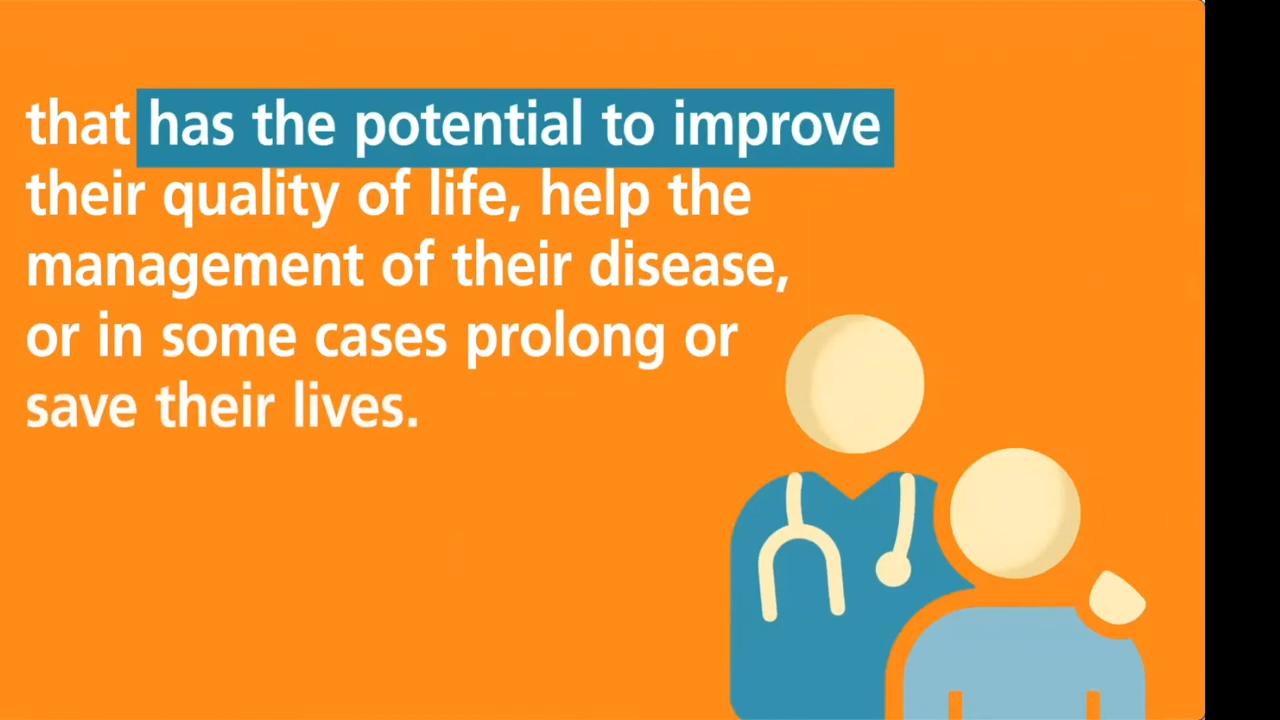 that has the potential to improve
their quality of life, help the
management of their disease,
or in some cases prolong or
save their lives.